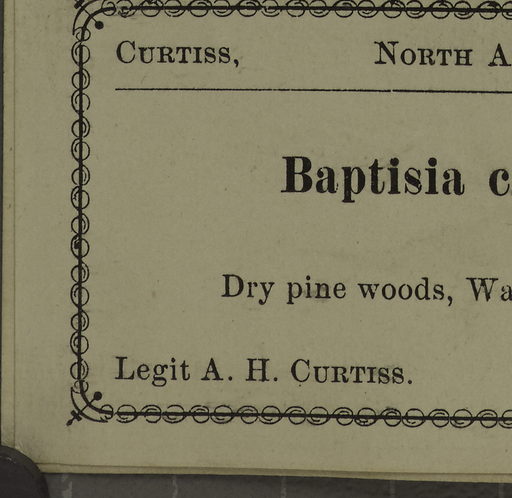 CURTISS, NORTH A
Baptisia c
Dry pine woods, Wa
Legit A. H. CURTISS.